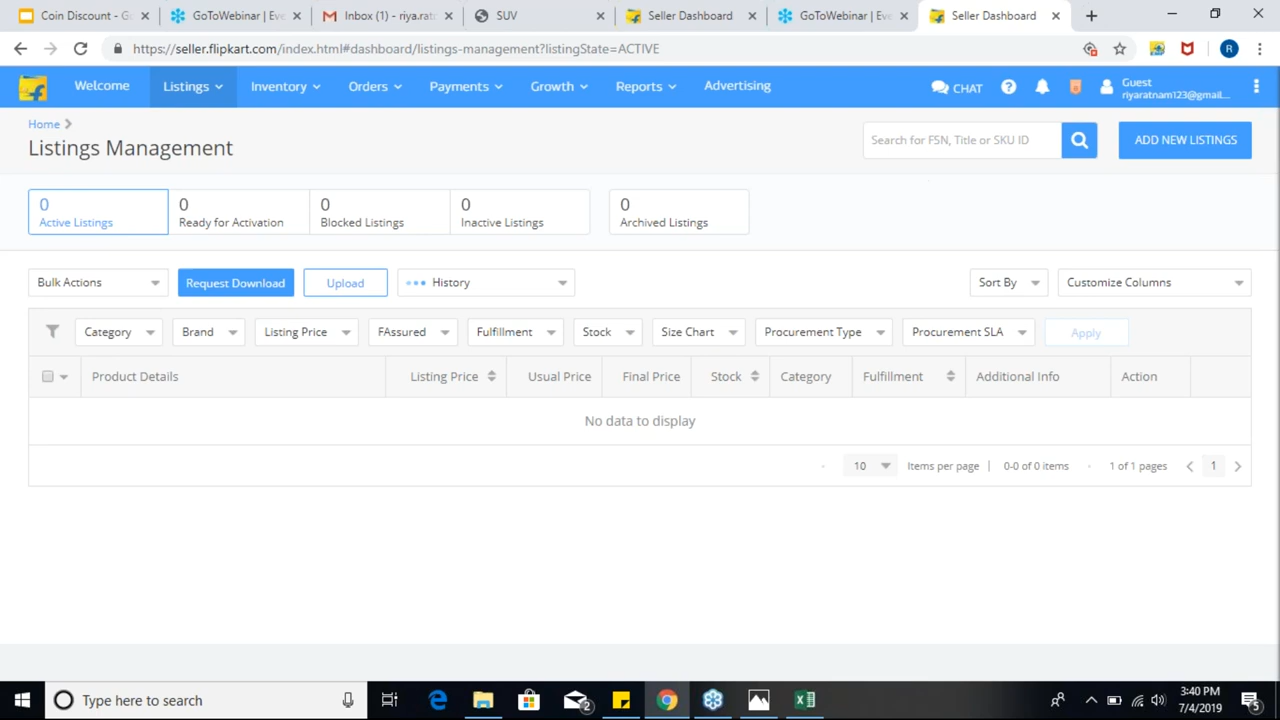 Coin Discount - G
GoToWebinar | Eve
Inbox (1) - riya.rat
SUV
Seller Dashboard
GoToWebinar | Eve
Seller Dashboard
https://seller.flipkart.com/index.html#dashboard/listings-management?listingState=ACTIVE
R
Welcome Listings Inventory Orders Payments Growth Reports Advertising
CHAT
?
Guest
riyaratnam123@gmail...
Home
Listings Management
Search for FSN, Title or SKU ID
ADD NEW LISTINGS
0
Active Listings
0
Ready for Activation
0
Blocked Listings
0
Inactive Listings
0
Archived Listings
Bulk Actions Request Download Upload History Sort By Customize Columns
Category Brand Listing Price FAssured Fulfillment Stock Size Chart Procurement Type Procurement SLA Apply
Product Details Listing Price Usual Price Final Price Stock Category Fulfillment Additional Info Action
No data to display
10 Items per page | 0-0 of 0 items 1 of 1 pages 1
Type here to search
2
3:40 PM
7/4/2019
5